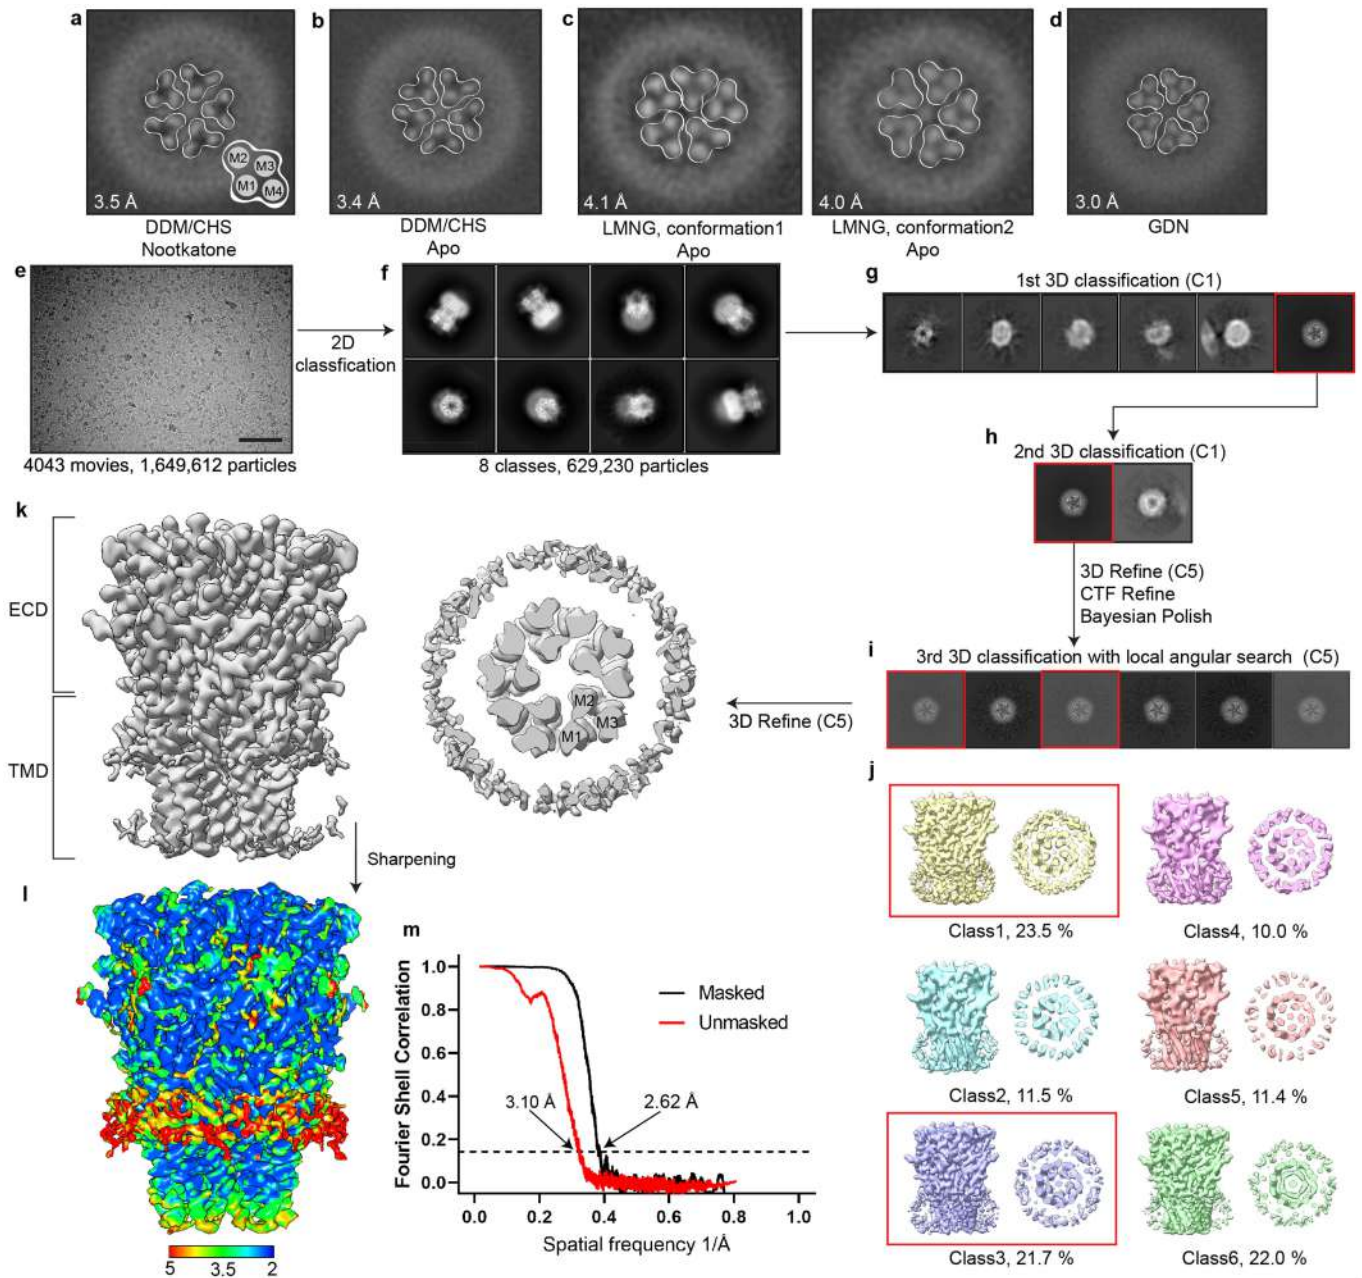 a
b
c
d
M2
M3
M1
M4
3.5 Å
3.4 Å
4.1 Å
4.0 Å
3.0 Å
DDM/CHS
Nootkatone
DDM/CHS
Apo
LMNG, conformation1
Apo
LMNG, conformation2
Apo
GDN
e
f
g
1st 3D classification (C1)
2D
classfication
4043 movies, 1,649,612 particles
8 classes, 629,230 particles
h
2nd 3D classification (C1)
3D Refine (C5)
CTF Refine
Bayesian Polish
i
3rd 3D classification with local angular search (C5)
3D Refine (C5)
k
ECD
TMD
M2
M3
M1
Sharpening
j
Class1, 23.5 %
Class4, 10.0 %
Class2, 11.5 %
Class5, 11.4 %
Class3, 21.7 %
Class6, 22.0 %
l
5
3.5
2
m
Fourier Shell Correlation
1.0
0.8
0.6
0.4
0.2
0.0
Masked
Unmasked
3.10 Å
2.62 Å
0.0
0.2
0.4
0.6
0.8
1.0
Spatial frequency 1/Å